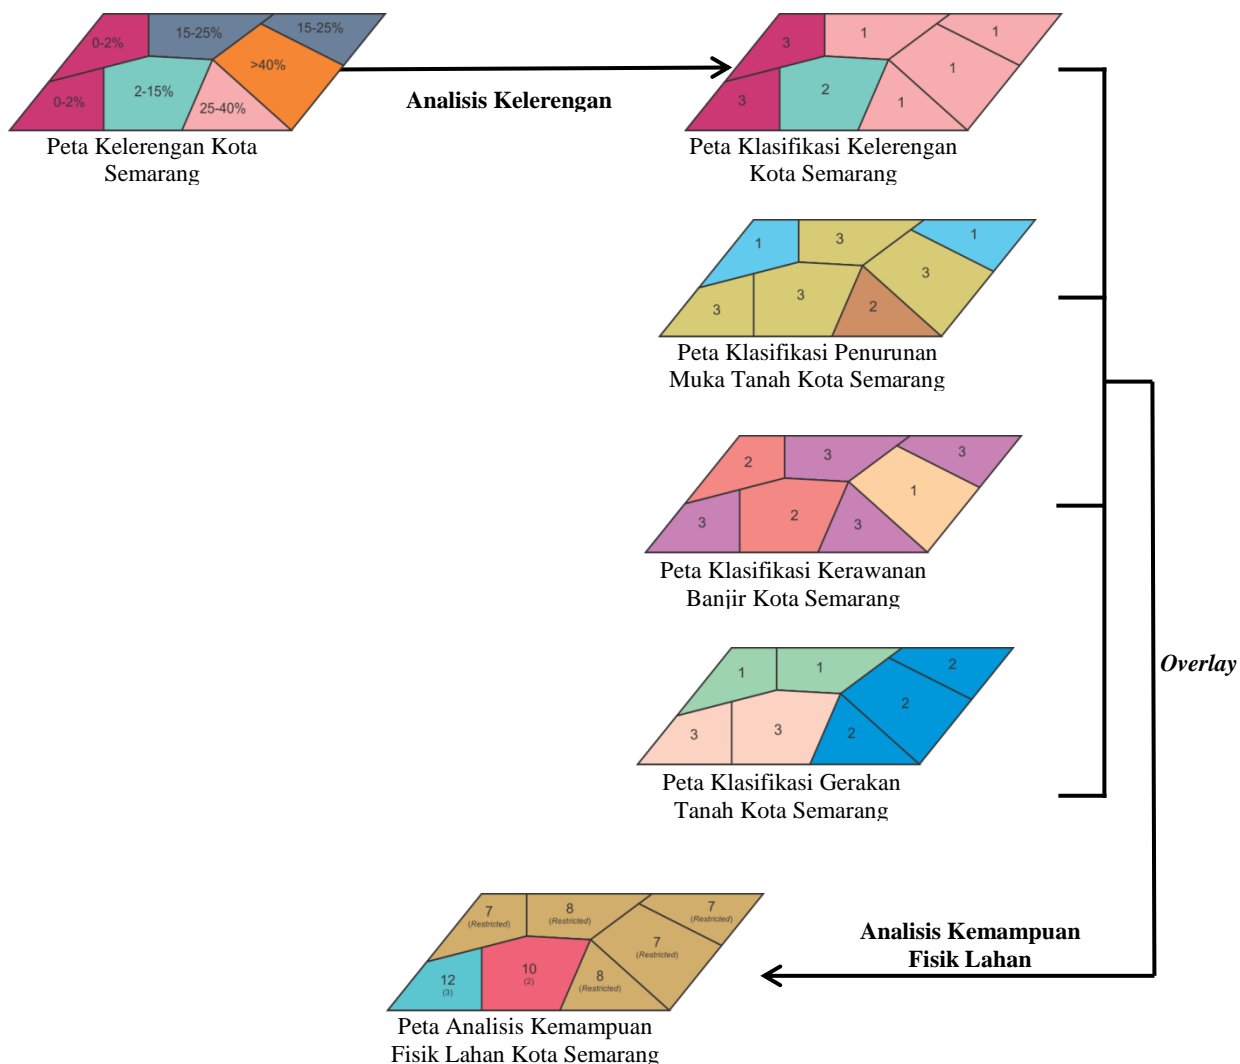 0-2%
15-25%
15-25%
>40%
0-2%
2-15%
25-40%
Peta Kelerengan Kota
Semarang
Analisis Kelerengan
3
1
1
1
3
2
1
Peta Klasifikasi Kelerengan
Kota Semarang
1
3
1
3
3
3
2
Peta Klasifikasi Penurunan
Muka Tanah Kota Semarang
2
3
3
1
3
2
3
Peta Klasifikasi Kerawanan
Banjir Kota Semarang
1
1
2
2
3
3
2
Peta Klasifikasi Gerakan
Tanah Kota Semarang
Overlay
7
(Restricted)
8
(Restricted)
7
(Restricted)
7
(Restricted)
12
(3)
10
(2)
8
(Restricted)
Analisis Kemampuan
Fisik Lahan
Peta Analisis Kemampuan
Fisik Lahan Kota Semarang